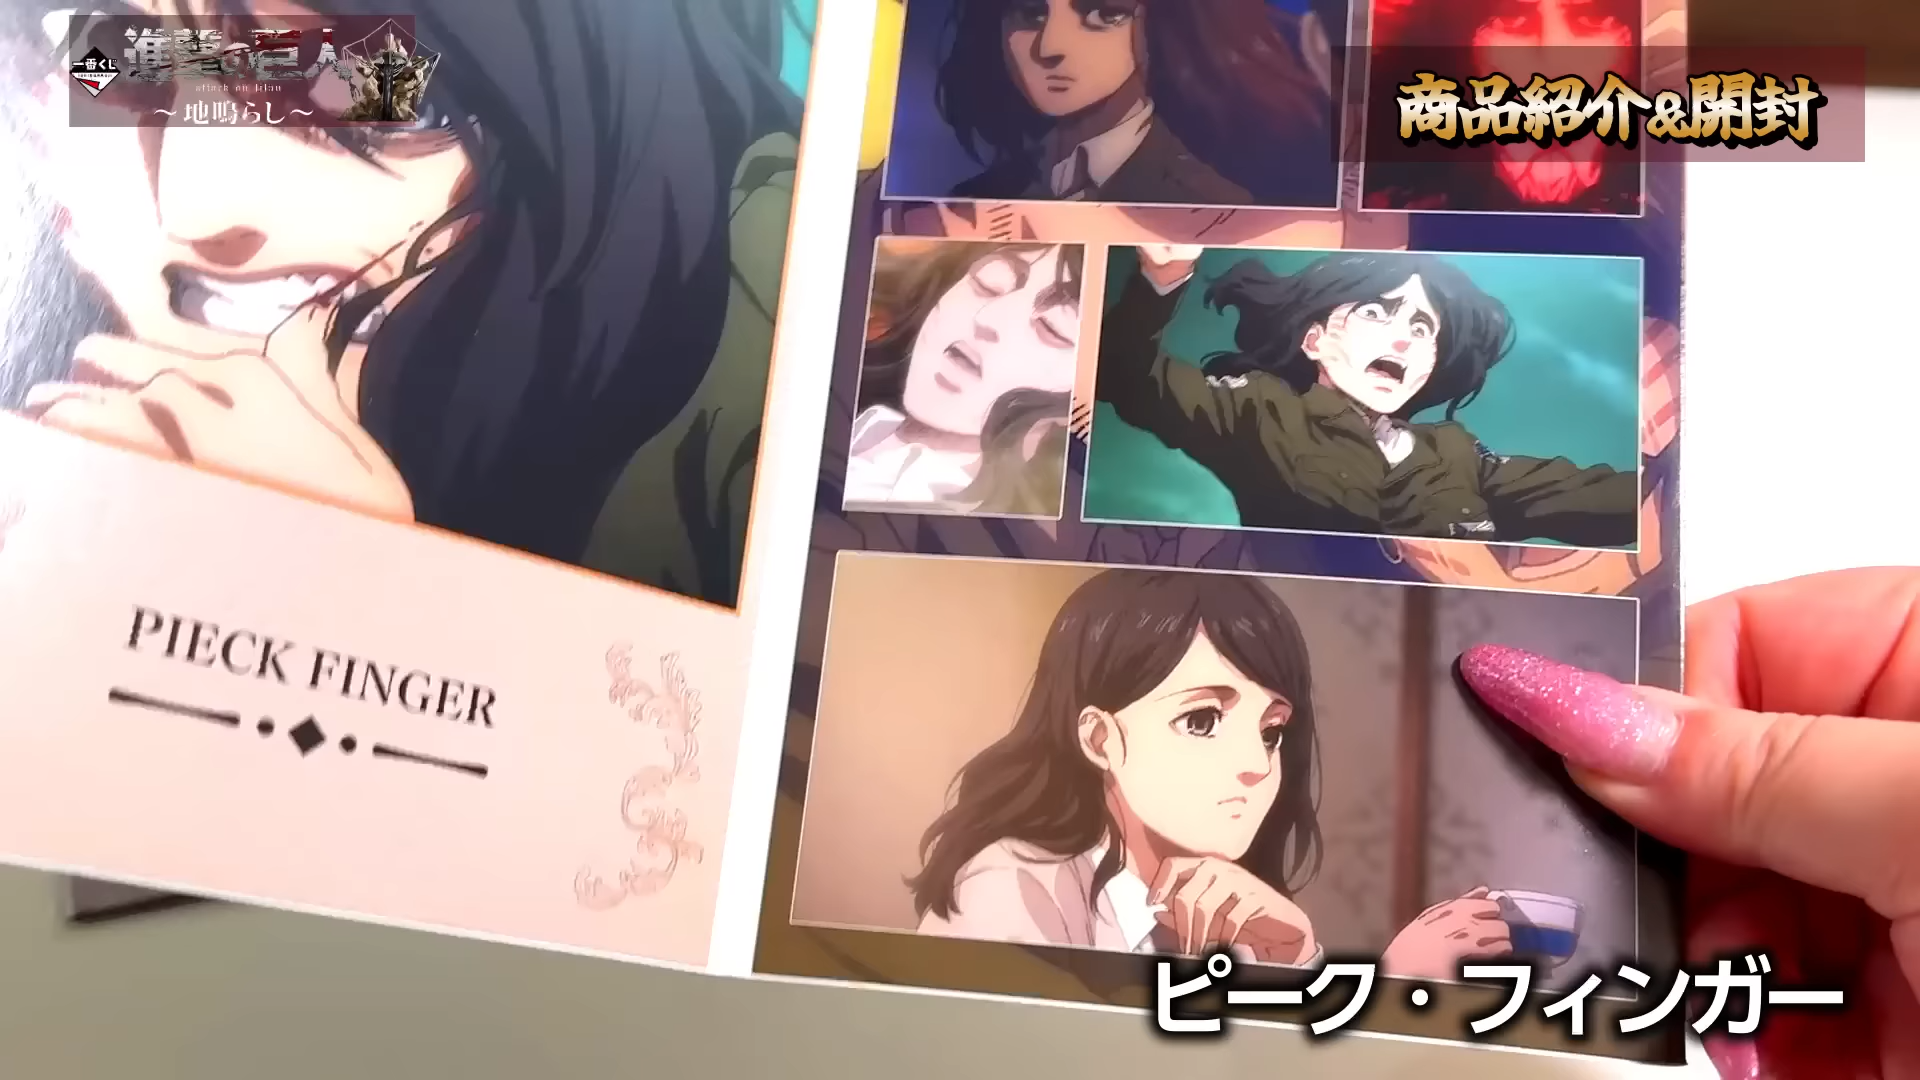 一番くじ
進撃の巨人
attack on titan
～地鳴らし～
商品紹介&開封
PIECK FINGER
ピーク・フィンガー